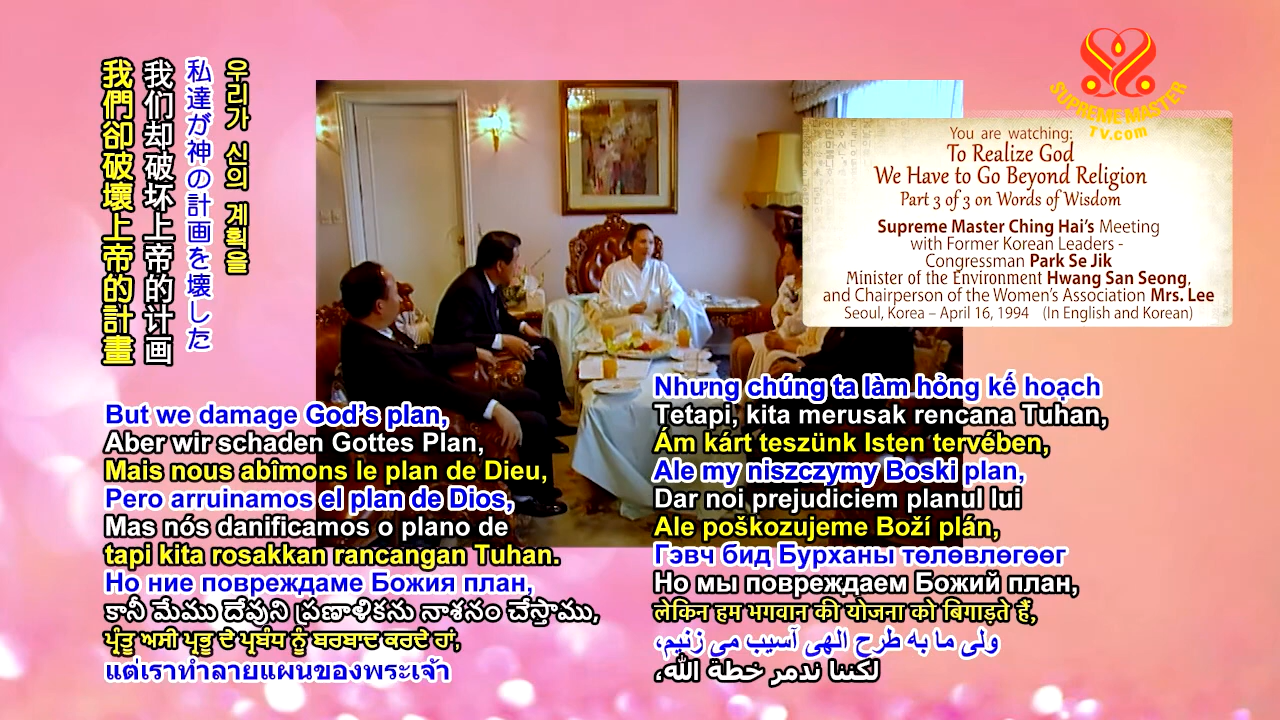 우리가 신의 계획을
私達が神の計画を壊した
我们却破坏上帝的计画
我們卻破壞上帝的計畫
SUPREME MASTER
TV.com
You are watching:
To Realize God
We Have to Go Beyond Religion
Part 3 of 3 on Words of Wisdom
Supreme Master Ching Hai's Meeting
with Former Korean Leaders -
Congressman Park Se Jik
Minister of the Environment Hwang San Seong,
and Chairperson of the Women's Association Mrs. Lee
Seoul, Korea – April 16, 1994 (In English and Korean)
But we damage God's plan,
Aber wir schaden Gottes Plan,
Mais nous abîmons le plan de Dieu,
Pero arruinamos el plan de Dios,
Mas nós danificamos o plano de
tapi kita rosakkan rancangan Tuhan.
Но ние повреждаме Божия план,
కానీ మేము దేవుని ప్రణాళికను నాశనం చేస్తాము,
ਪ੍ਰੰਤੂ ਅਸੀ ਪ੍ਰਭੂ ਦੇ ਪ੍ਰਬੰਧ ਨੂੰ ਬਰਬਾਦ ਕਰਦੇ ਹਾਂ,
แต่เราทำลายแผนของพระเจ้า
Nhưng chúng ta làm hỏng kế hoạch
Tetapi, kita merusak rencana Tuhan,
Ám kárt teszünk Isten tervében,
Ale my niszczymy Boski plan,
Dar noi prejudiciem planul lui
Ale poškozujeme Boží plán,
Гэвч бид Бурханы төлөвлөгөөг
Но мы повреждаем Божий план,
लेकिन हम भगवान की योजना को बिगाड़ते हैं,
ولی ما به طرح الهی آسیب می زنیم،
لكننا ندمر خطة الله،